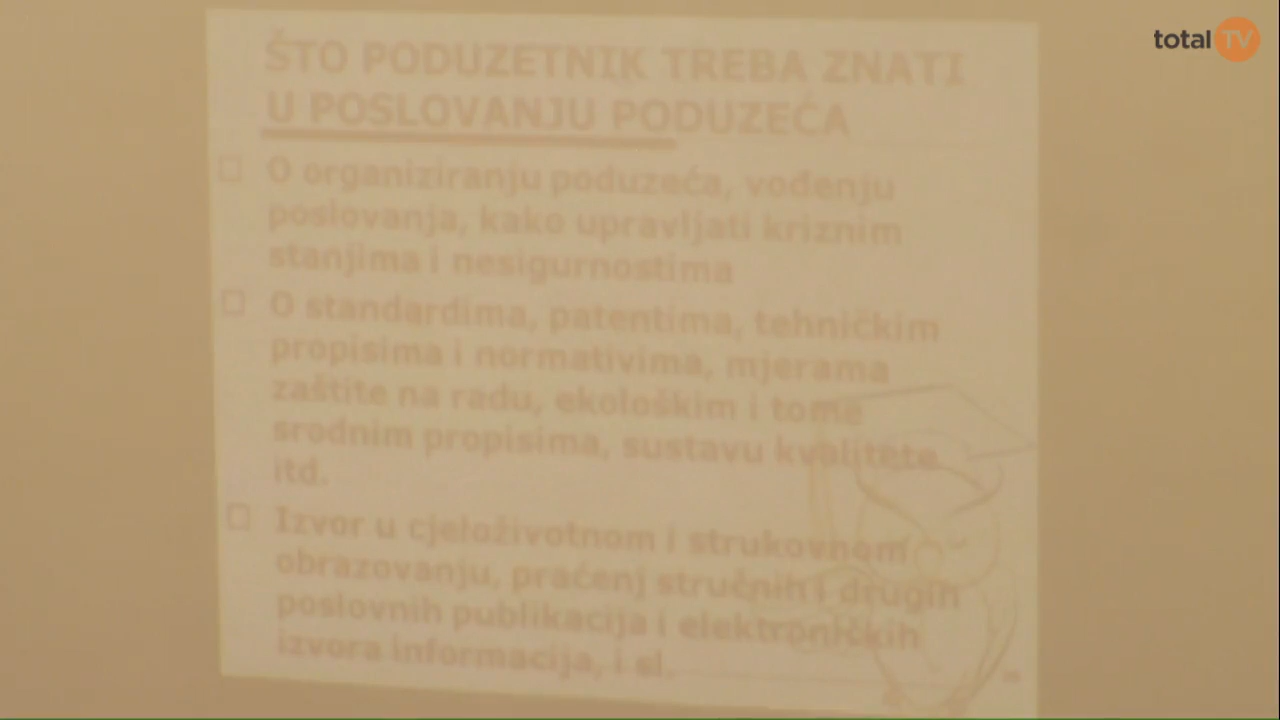 total TV
ŠTO PODUZETNIK TREBA ZNATI
U POSLOVANJU PODUZEĆA
O organiziranju poduzeća, vođenju
poslovanja, kako upravljati kriznim
stanjima i nesigurnostima
O standardima, patentima, tehničkim
propisima i normativima, mjerama
zaštite na radu, ekološkim i tome
srodnim propisima, sustavu kvalitete
itd.
Izvor u cjeloživotnom i strukovnom
obrazovanju, praćenj stručnih i drugih
poslovnih publikacija i elektroničkih
izvora informacija, i sl.